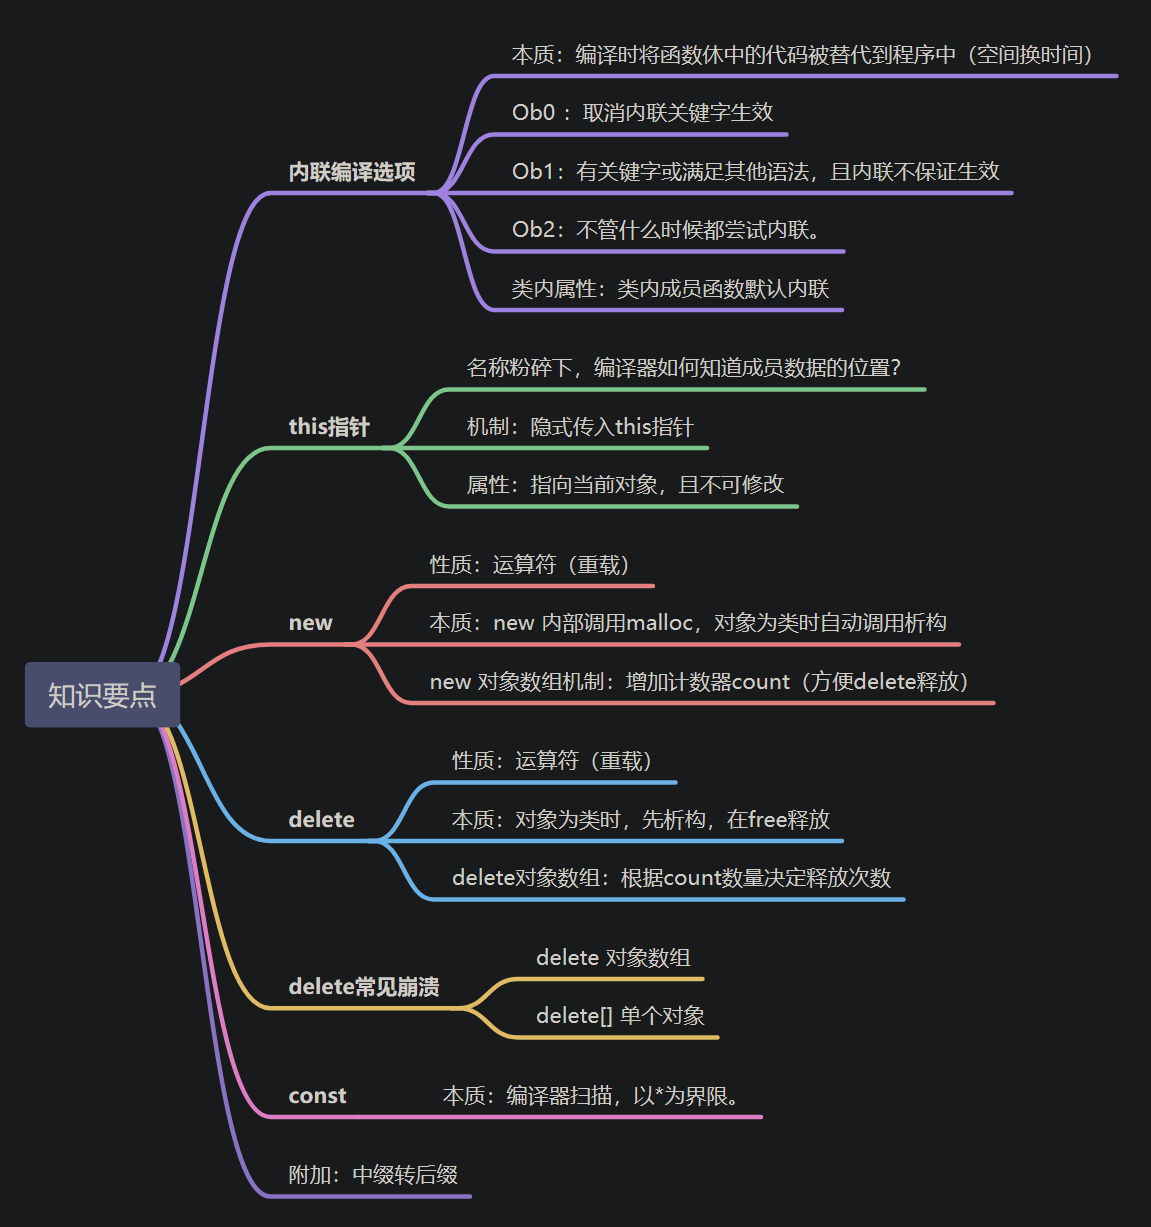 知识要点
内联编译选项
本质：编译时将函数休中的代码被替代到程序中（空间换时间）
Ob0 ：取消内联关键字生效
Ob1：有关键字或满足其他语法，且内联不保证生效
Ob2：不管什么时候都尝试内联。
类内属性：类内成员函数默认内联
this指针
名称粉碎下，编译器如何知道成员数据的位置？
机制：隐式传入this指针
属性：指向当前对象，且不可修改
new
性质：运算符（重载）
本质：new 内部调用malloc，对象为类时自动调用析构
new 对象数组机制：增加计数器count（方便delete释放）
delete
性质：运算符（重载）
本质：对象为类时，先析构，在free释放
delete对象数组：根据count数量决定释放次数
delete常见崩溃
delete 对象数组
delete[] 单个对象
const
本质：编译器扫描，以*为界限。
附加：中缀转后缀